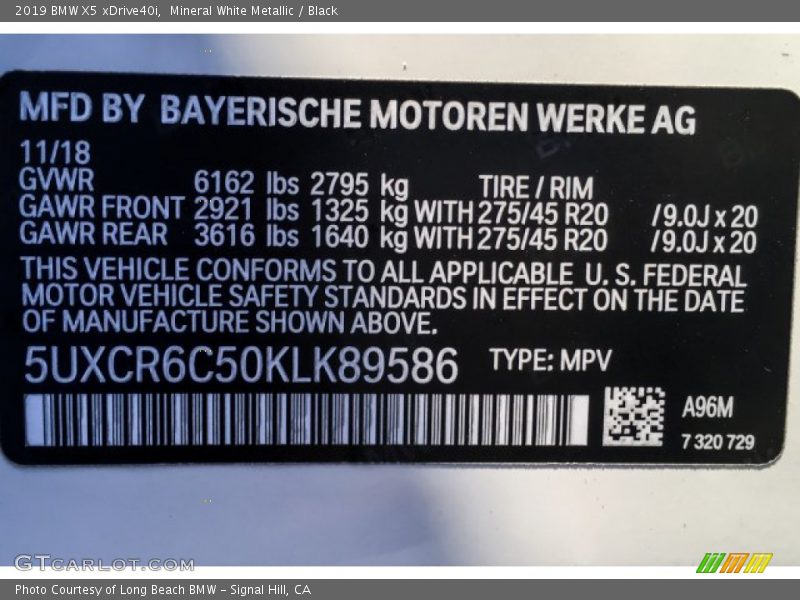 2019 BMW X5 xDrive40i, Mineral White Metallic / Black
MFD BY BAYERISCHE MOTOREN WERKE AG
11/18
GVWR 6162 lbs 2795 kg TIRE / RIM
GAWR FRONT 2921 lbs 1325 kg WITH 275/45 R20 /9.0J x 20
GAWR REAR 3616 lbs 1640 kg WITH 275/45 R20 /9.0J x 20
THIS VEHICLE CONFORMS TO ALL APPLICABLE U. S. FEDERAL
MOTOR VEHICLE SAFETY STANDARDS IN EFFECT ON THE DATE
OF MANUFACTURE SHOWN ABOVE.
5UXCR6C50KLK89586 TYPE: MPV
A96M
7 320 729
GTCARLOT.COM
Photo Courtesy of Long Beach BMW - Signal Hill, CA